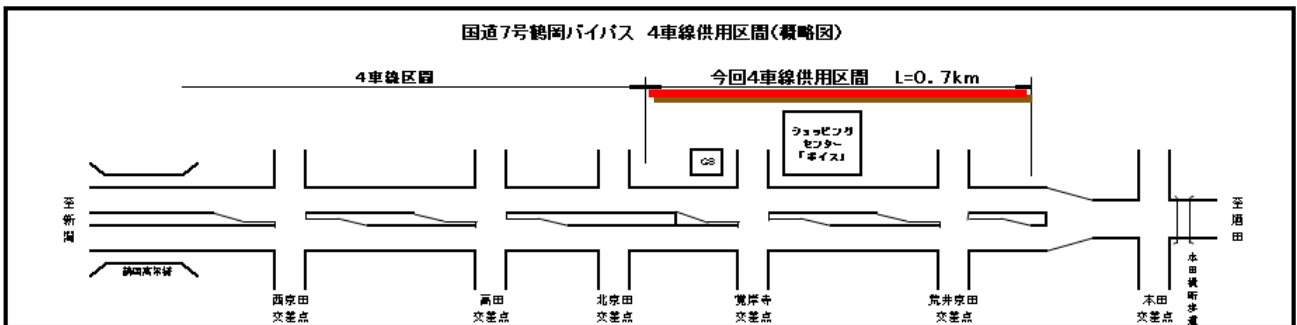 国道7号鶴岡バイパス 4車線供用区間(概略図)
4車線区間
今回4車線供用区間 L=0.7km
ショッピング
センター
「ボイス」
GS
至新潟
至酒田
鶴岡高架橋
西京田
交差点
高田
交差点
北京田
交差点
覚岸寺
交差点
荒井京田
交差点
本田
交差点
本田横断歩道